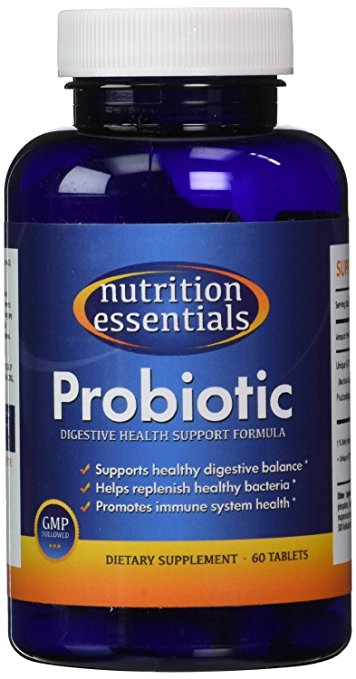 nutrition
essentials
Probiotic
DIGESTIVE HEALTH SUPPORT FORMULA
✓ Supports healthy digestive balance*
✓ Helps replenish healthy bacteria*
✓ Promotes immune system health*
GMP
FOLLOWED
DIETARY SUPPLEMENT · 60 TABLETS